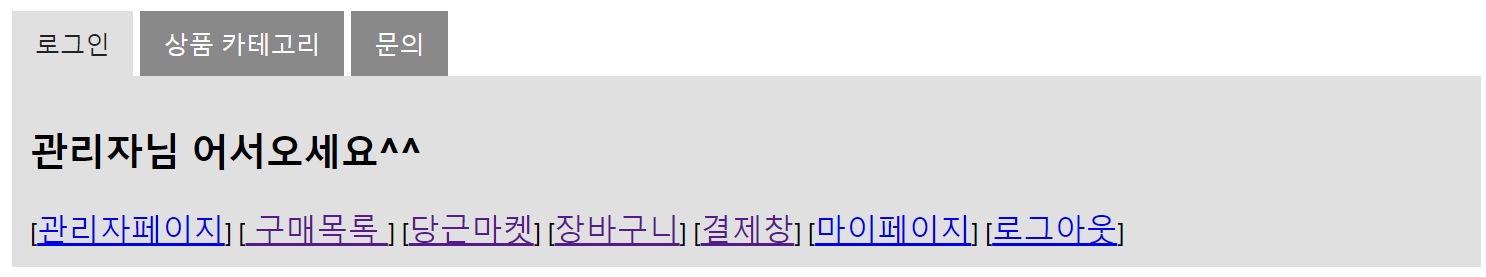 로그인 상품 카테고리 문의
관리자님 어서오세요^^
[관리자페이지] [ 구매목록 ] [당근마켓] [장바구니] [결제창] [마이페이지] [로그아웃]